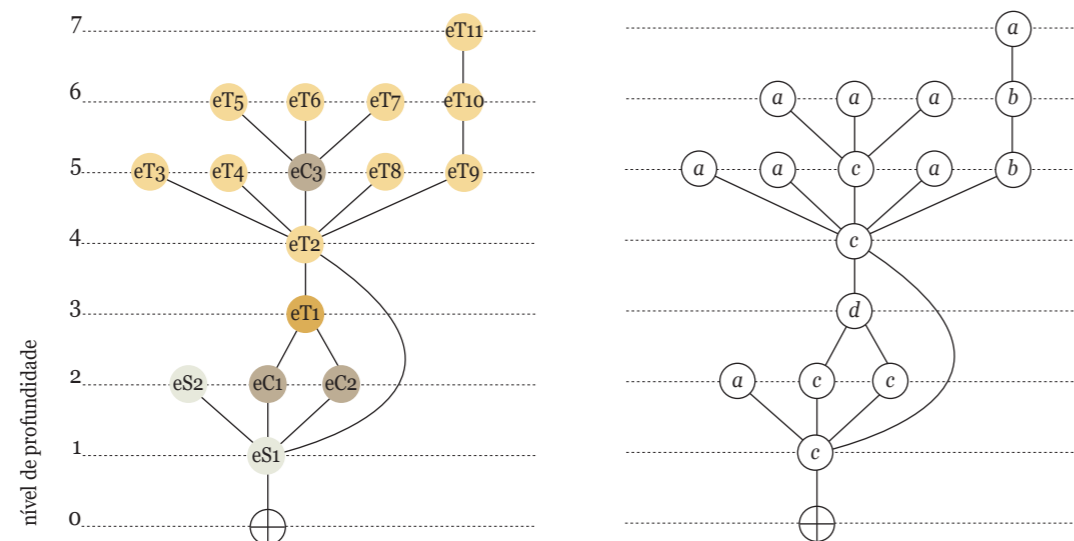 7 eT11 a
6 eT5 eT6 eT7 eT10 a a a b
5 eT3 eT4 eC3 eT8 eT9 a a c a b
4 eT2 c
3 eT1 d
2 eS2 eC1 eC2 a c c
1 eS1 c
0
nível de profundidade